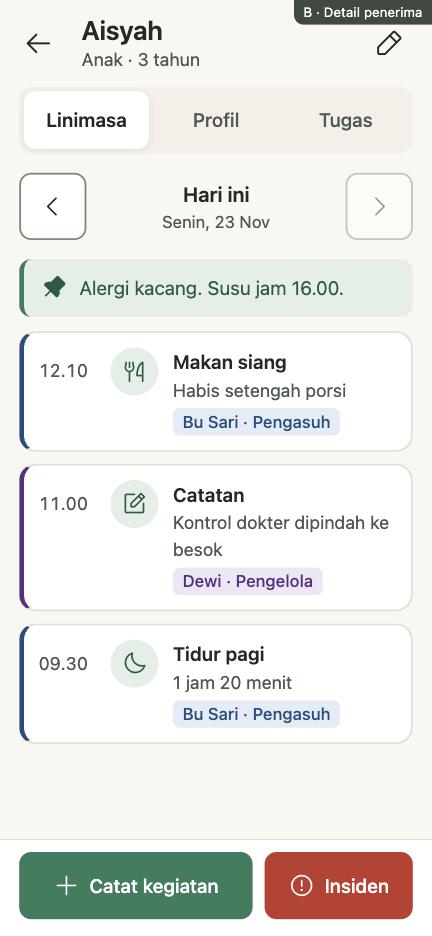 B · Detail penerima
Aisyah
Anak · 3 tahun
Linimasa
Profil
Tugas
Hari ini
Senin, 23 Nov
Alergi kacang. Susu jam 16.00.
12.10
Makan siang
Habis setengah porsi
Bu Sari · Pengasuh
11.00
Catatan
Kontrol dokter dipindah ke
besok
Dewi · Pengelola
09.30
Tidur pagi
1 jam 20 menit
Bu Sari · Pengasuh
Catat kegiatan
Insiden